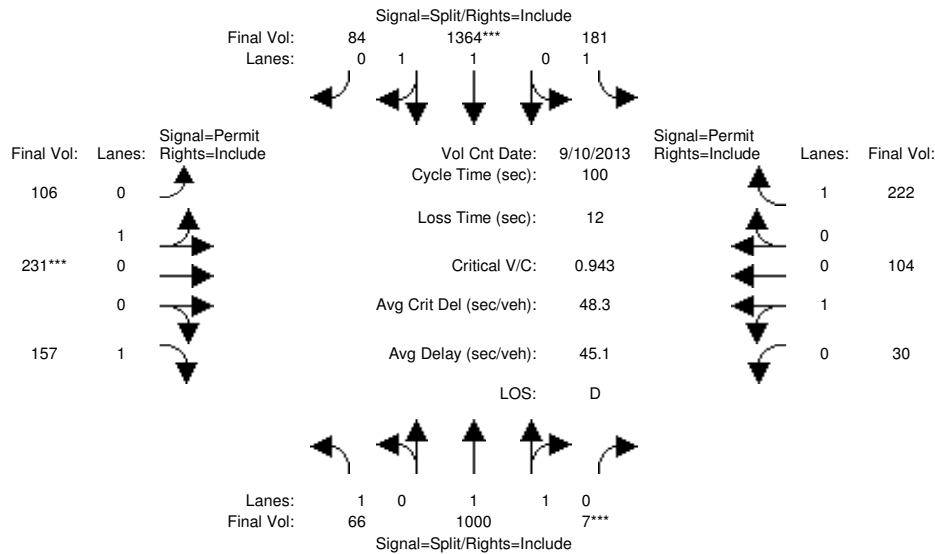 Signal=Split/Rights=Include
Final Vol: 84 1364*** 181
Lanes: 0 1 1 0 1
Signal=Permit
Final Vol: Lanes: Rights=Include
Vol Cnt Date: 9/10/2013
Signal=Permit
Rights=Include Lanes: Final Vol:
Cycle Time (sec): 100
106 0
1 222
Loss Time (sec): 12
1
0
231*** 0
Critical V/C: 0.943
0 104
0
Avg Crit Del (sec/veh): 48.3
1
157 1
Avg Delay (sec/veh): 45.1
0 30
LOS: D
Lanes: 1 0 1 1 0
Final Vol: 66 1000 7***
Signal=Split/Rights=Include